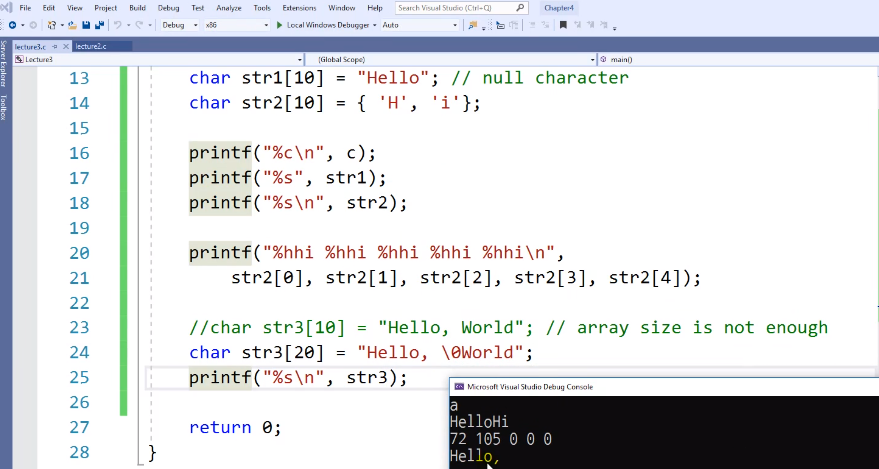 File Edit View Project Build Debug Test Analyze Tools Extensions Window Help Search Visual Studio (Ctrl+Q) Chapter4
Debug x86 Local Windows Debugger Auto
Server Explorer
Toolbox
lecture3.c lecture2.c
Lecture3 (Global Scope) main()
13 char str1[10] = "Hello"; // null character
14 char str2[10] = { 'H', 'i'};
15
16 printf("%c\n", c);
17 printf("%s", str1);
18 printf("%s\n", str2);
19
20 printf("%hhi %hhi %hhi %hhi %hhi\n",
21 str2[0], str2[1], str2[2], str2[3], str2[4]);
22
23 //char str3[10] = "Hello, World"; // array size is not enough
24 char str3[20] = "Hello, \0World";
25 printf("%s\n", str3);
26
27 return 0;
28 }
Microsoft Visual Studio Debug Console
a
HelloHi
72 105 0 0 0
Hello,